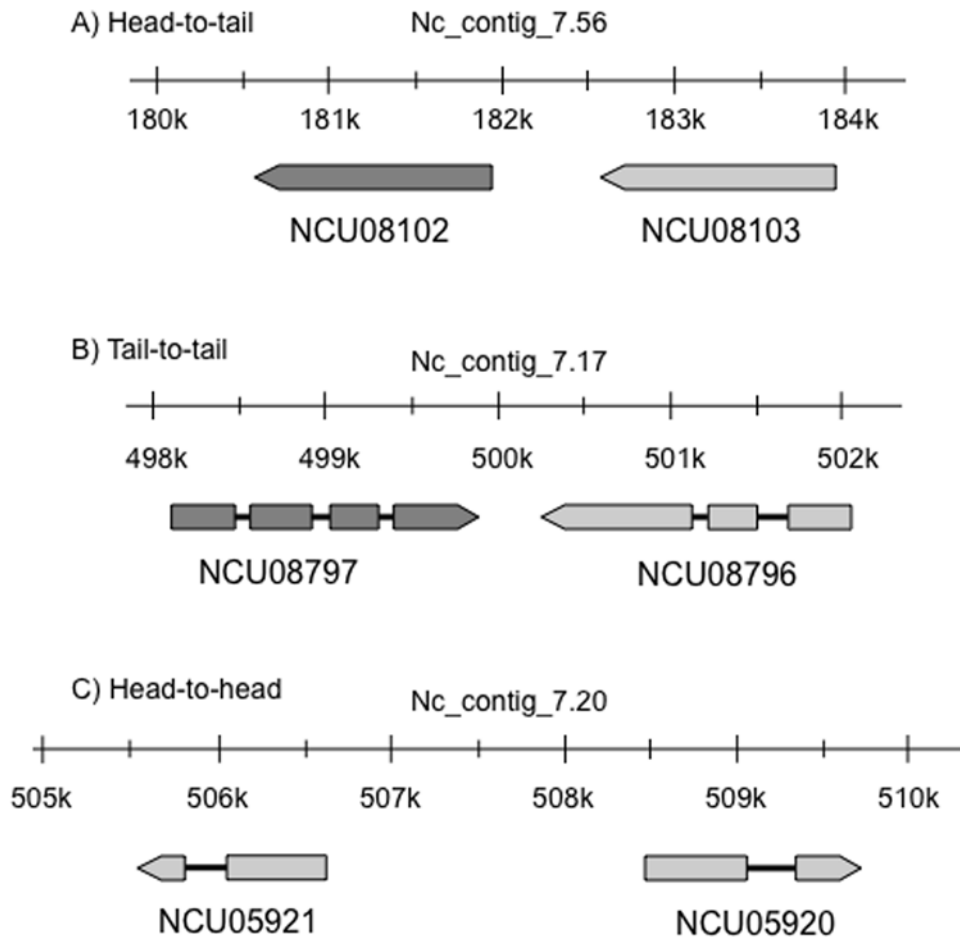 A) Head-to-tail Nc_contig_7.56
180k 181k 182k 183k 184k
NCU08102 NCU08103
B) Tail-to-tail Nc_contig_7.17
498k 499k 500k 501k 502k
NCU08797 NCU08796
C) Head-to-head Nc_contig_7.20
505k 506k 507k 508k 509k 510k
NCU05921 NCU05920